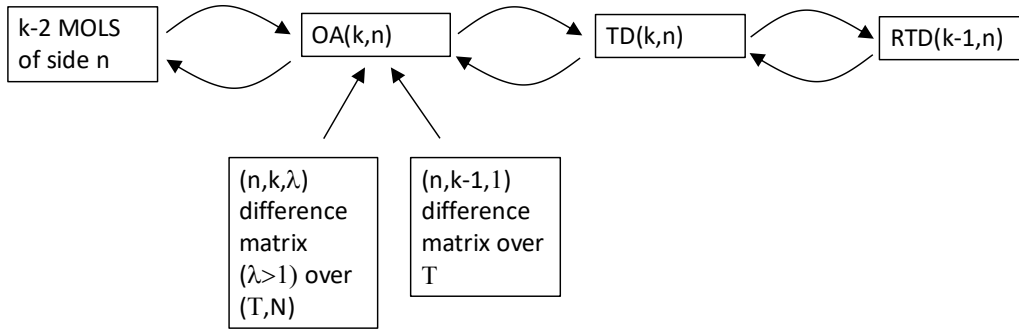 k-2 MOLS
of side n
OA(k,n)
TD(k,n)
RTD(k-1,n)
(n,k,λ)
difference
matrix
(λ>1) over
(T,N)
(n,k-1,1)
difference
matrix over
T